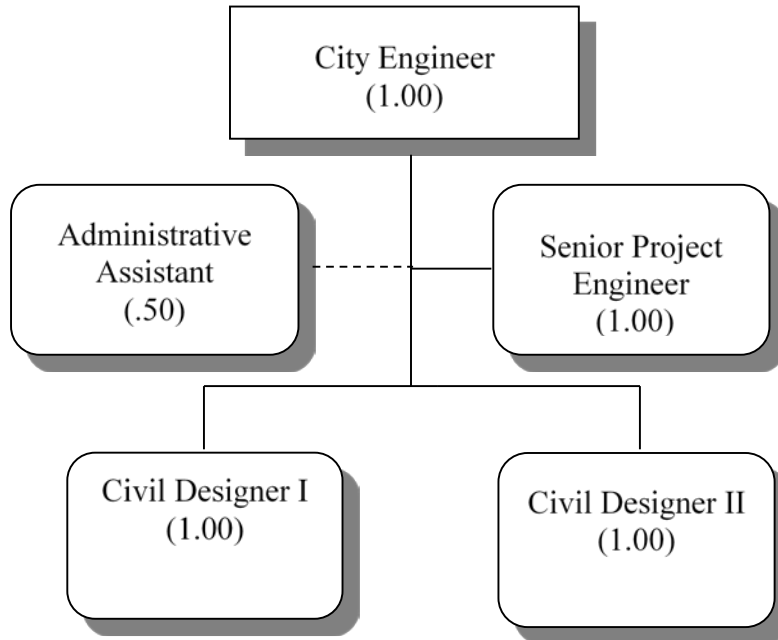 City Engineer
(1.00)
Administrative
Assistant
(.50)
Senior Project
Engineer
(1.00)
Civil Designer I
(1.00)
Civil Designer II
(1.00)